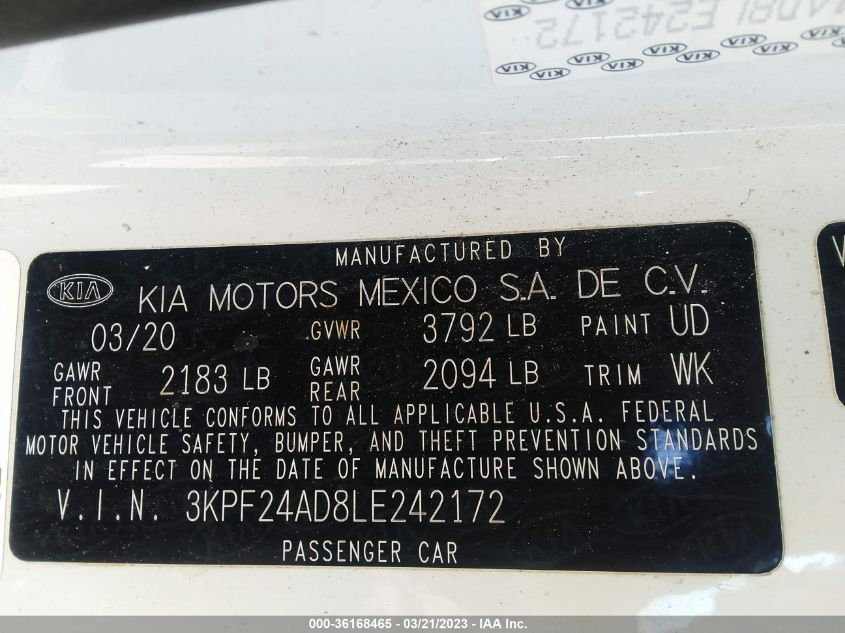 KIA
4AD8LE242172
KIA KIA KIA KIA KIA KIA KIA
MANUFACTURED BY
KIA KIA MOTORS MEXICO S.A. DE C.V.
03/20 GVWR 3792 LB PAINT UD
GAWR FRONT 2183 LB GAWR REAR 2094 LB TRIM WK
THIS VEHICLE CONFORMS TO ALL APPLICABLE U.S.A. FEDERAL
MOTOR VEHICLE SAFETY, BUMPER, AND THEFT PREVENTION STANDARDS
IN EFFECT ON THE DATE OF MANUFACTURE SHOWN ABOVE.
V.I.N. 3KPF24AD8LE242172
PASSENGER CAR
000-36168465 - 03/21/2023 - IAA Inc.